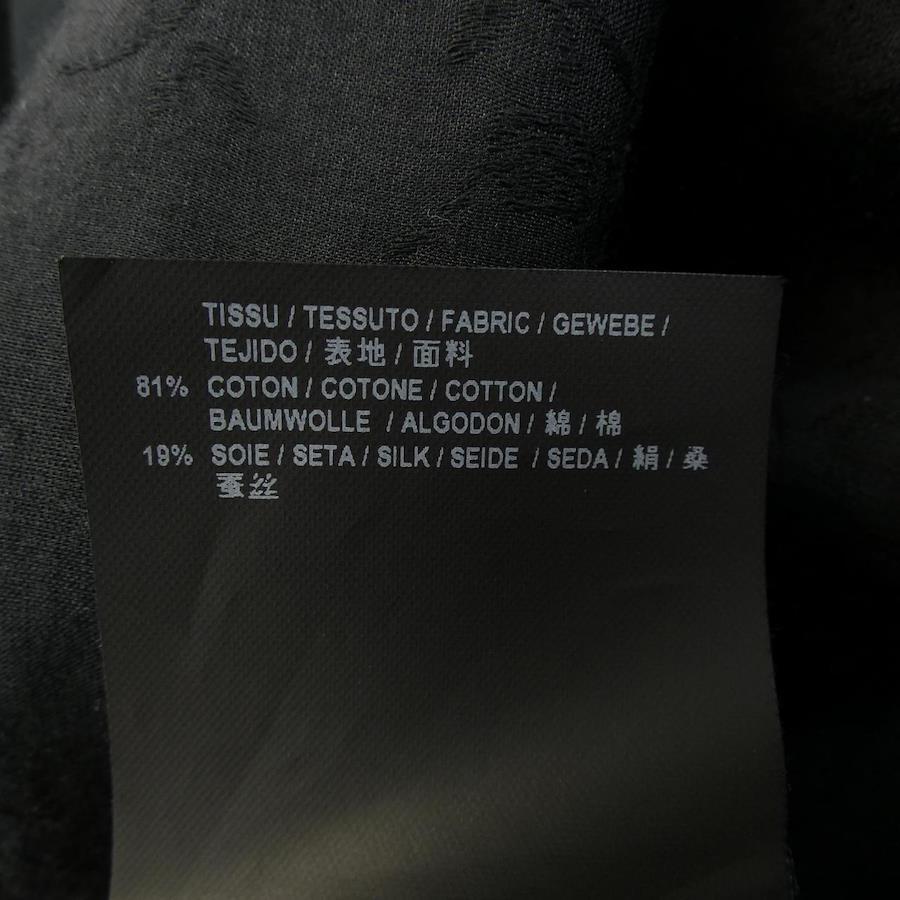 TISSU / TESSUTO / FABRIC / GEWEBE /
TEJIDO / 表地 / 面料
81% COTON / COTONE / COTTON /
BAUMWOLLE / ALGODON / 綿 / 棉
19% SOIE / SETA / SILK / SEIDE / SEDA / 絹 / 桑
蚕丝